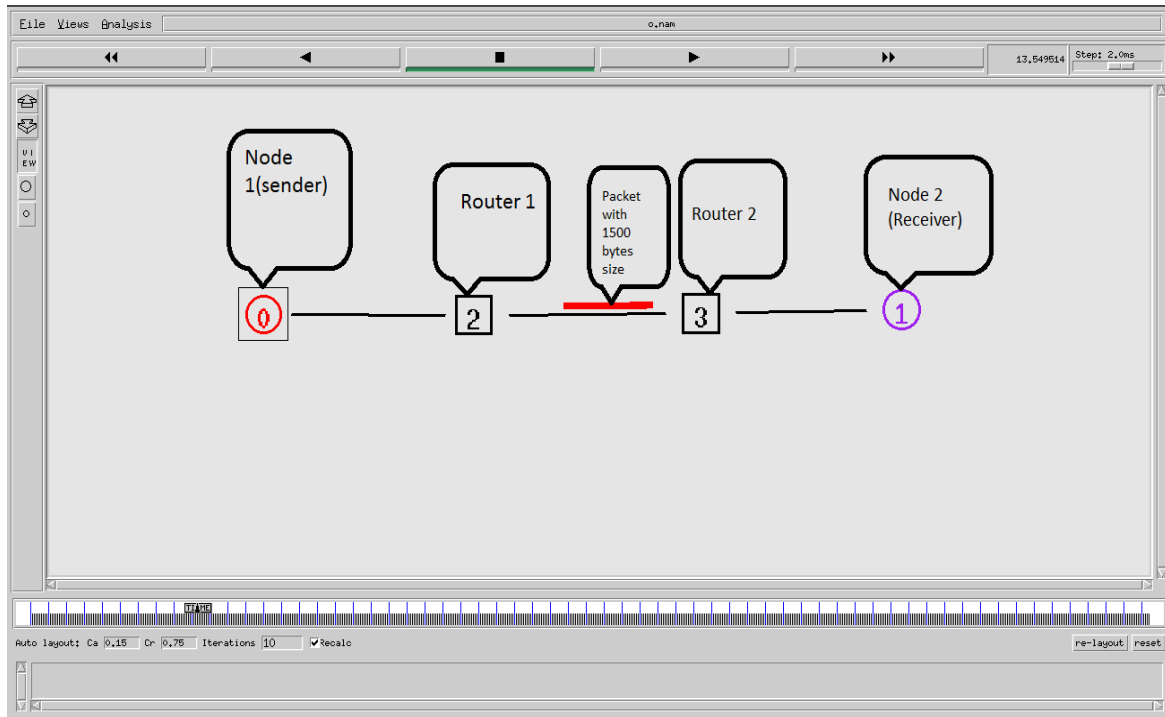 Eile Views Analysis o.nam
13.549514 Step: 2.0ms
V I
E W
Node
1(sender)
Router 1
Packet
with
1500
bytes
size
Router 2
Node 2
(Receiver)
0
2
3
1
TIME
Auto layout: Ca 0.15 Cr 0.75 Iterations 10 Recalc re-layout reset